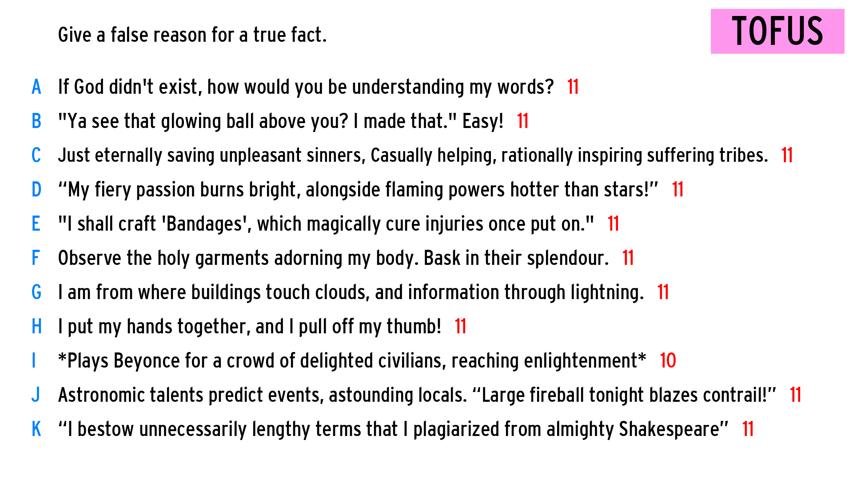 TOFUS
Give a false reason for a true fact.
A If God didn't exist, how would you be understanding my words? 11
B "Ya see that glowing ball above you? I made that." Easy! 11
C Just eternally saving unpleasant sinners, Casually helping, rationally inspiring suffering tribes. 11
D “My fiery passion burns bright, alongside flaming powers hotter than stars!” 11
E "I shall craft 'Bandages', which magically cure injuries once put on." 11
F Observe the holy garments adorning my body. Bask in their splendour. 11
G I am from where buildings touch clouds, and information through lightning. 11
H I put my hands together, and I pull off my thumb! 11
I *Plays Beyonce for a crowd of delighted civilians, reaching enlightenment* 10
J Astronomic talents predict events, astounding locals. “Large fireball tonight blazes contrail!” 11
K “I bestow unnecessarily lengthy terms that I plagiarized from almighty Shakespeare” 11